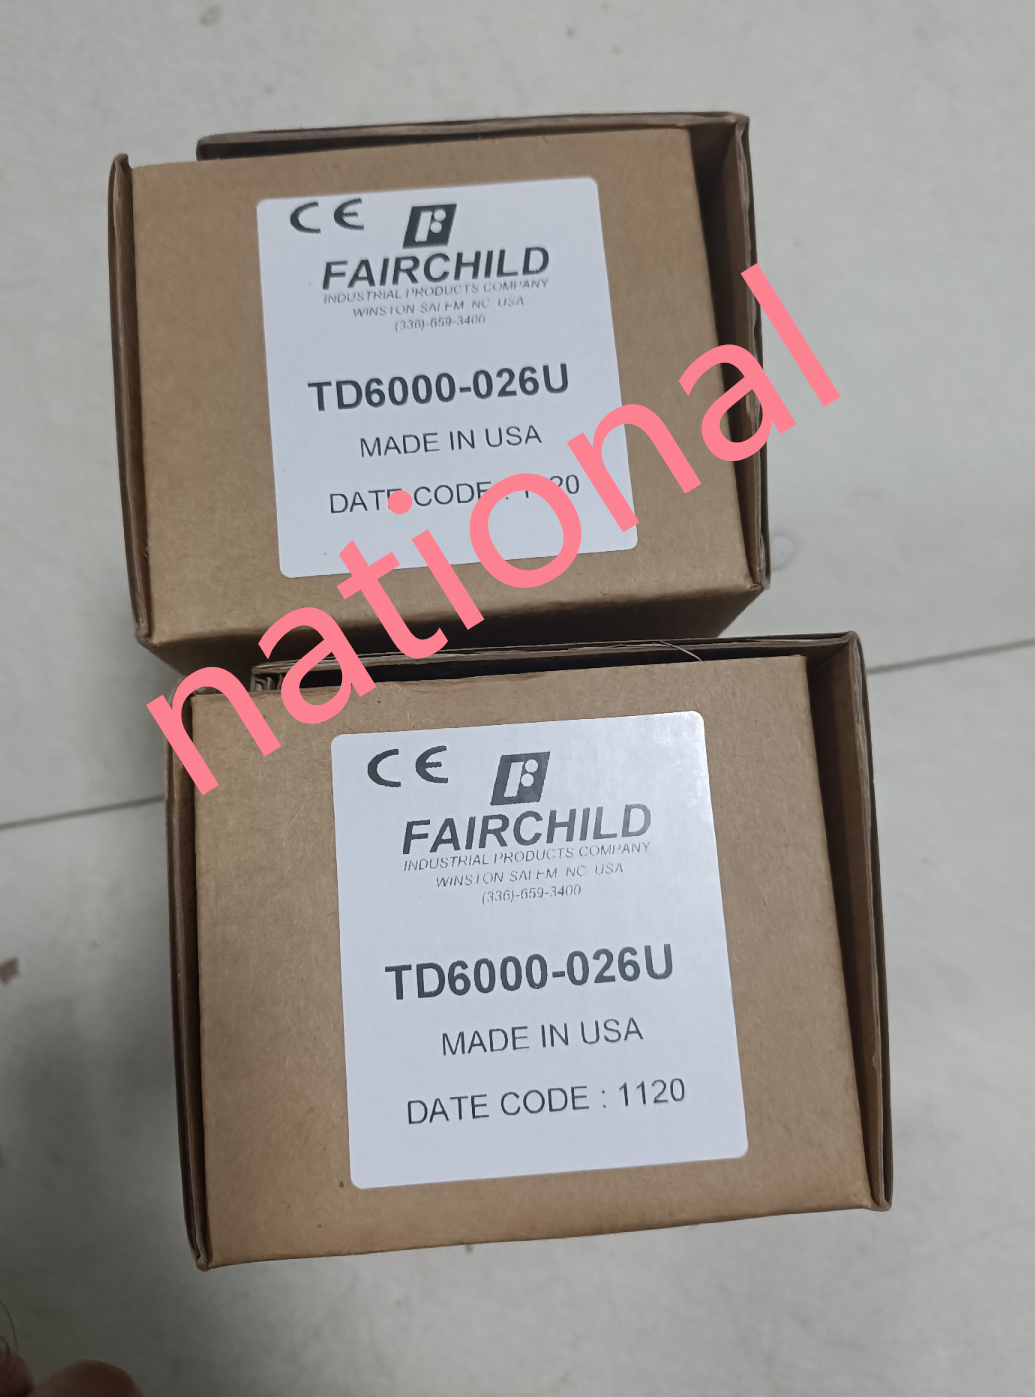 CE
FAIRCHILD
INDUSTRIAL PRODUCTS COMPANY
WINSTON SALEM NC USA
(336)-659-3400
TD6000-026U
MADE IN USA
DATE CODE :
national
CE
FAIRCHILD
INDUSTRIAL PRODUCTS COMPANY
WINSTON SALEM NC USA
(336)-659-3400
TD6000-026U
MADE IN USA
DATE CODE : 1120